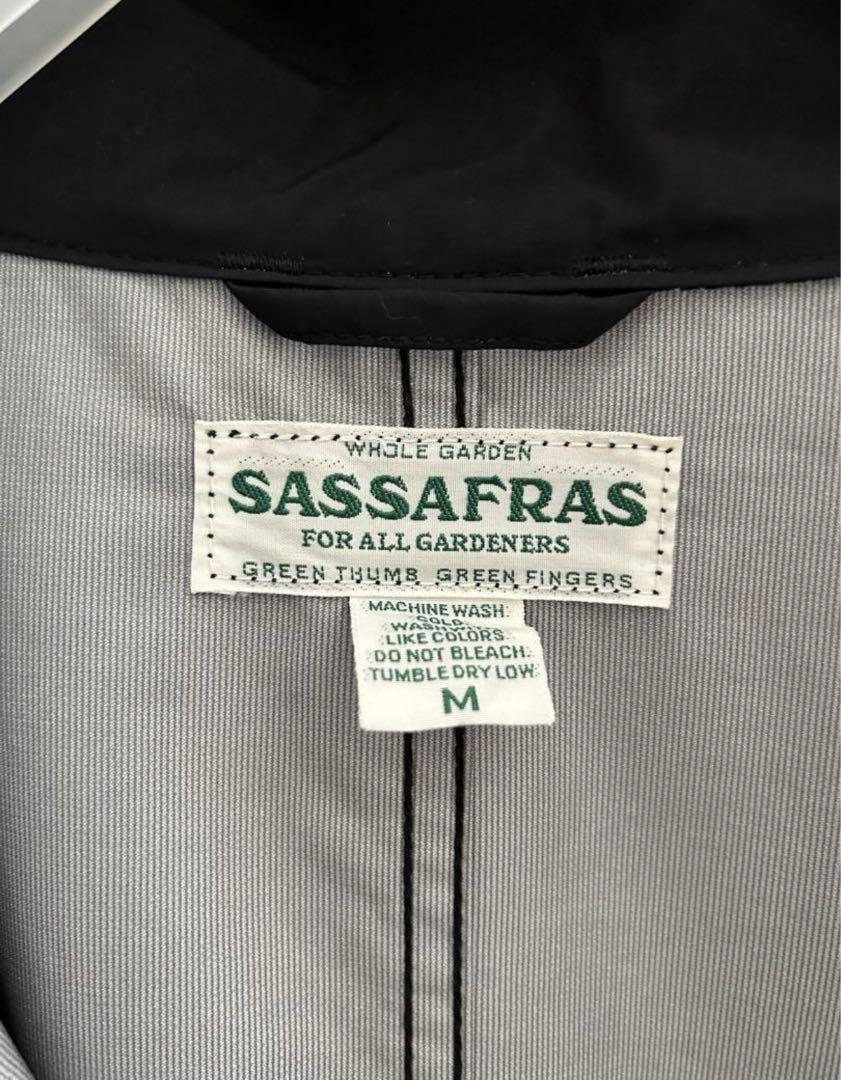 WHOLE GARDEN
SASSAFRAS
FOR ALL GARDENERS
GREEN THUMB GREEN FINGERS
MACHINE WASH
COLD
WASH WITH
LIKE COLORS
DO NOT BLEACH
TUMBLE DRY LOW
M